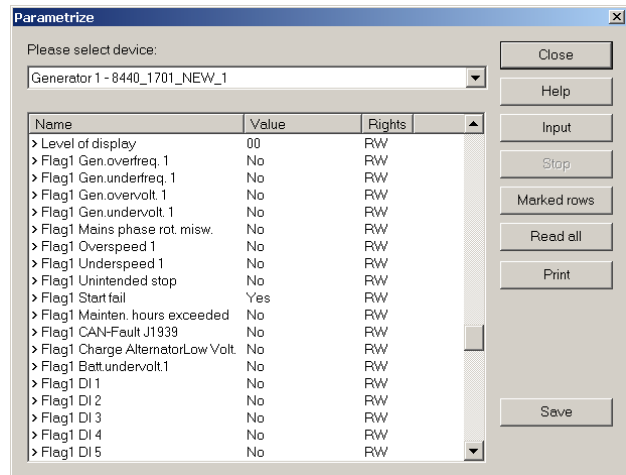 Parametrize
Please select device:
Generator 1 - 8440_1701_NEW_1
Name Value Rights
> Level of display 00 RW
> Flag1 Gen.overfreq. 1 No RW
> Flag1 Gen.underfreq. 1 No RW
> Flag1 Gen.overvolt. 1 No RW
> Flag1 Gen.undervolt. 1 No RW
> Flag1 Mains phase rot. misw. No RW
> Flag1 Overspeed 1 No RW
> Flag1 Underspeed 1 No RW
> Flag1 Unintended stop No RW
> Flag1 Start fail Yes RW
> Flag1 Mainten. hours exceeded No RW
> Flag1 CAN-Fault J1939 No RW
> Flag1 Charge AlternatorLow Volt. No RW
> Flag1 Batt.undervolt.1 No RW
> Flag1 DI 1 No RW
> Flag1 DI 2 No RW
> Flag1 DI 3 No RW
> Flag1 DI 4 No RW
> Flag1 DI 5 No RW
Close
Help
Input
Stop
Marked rows
Read all
Print
Save